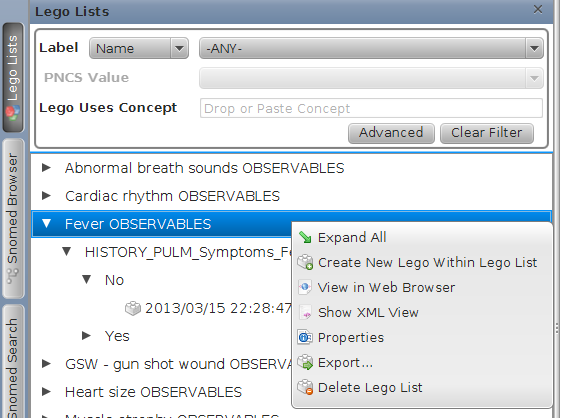 Lego Lists
Lego Lists
Snomed Browser
Snomed Search
Label Name -ANY-
PNCS Value
Lego Uses Concept Drop or Paste Concept
Advanced Clear Filter
Abnormal breath sounds OBSERVABLES
Cardiac rhythm OBSERVABLES
Fever OBSERVABLES
HISTORY_PULM_Symptoms_Fe
No
2013/03/15 22:28:47
Yes
GSW - gun shot wound OBSERVA
Heart size OBSERVABLES
Muscle atrophy OBSERVABLES
Expand All
Create New Lego Within Lego List
View in Web Browser
Show XML View
Properties
Export...
Delete Lego List